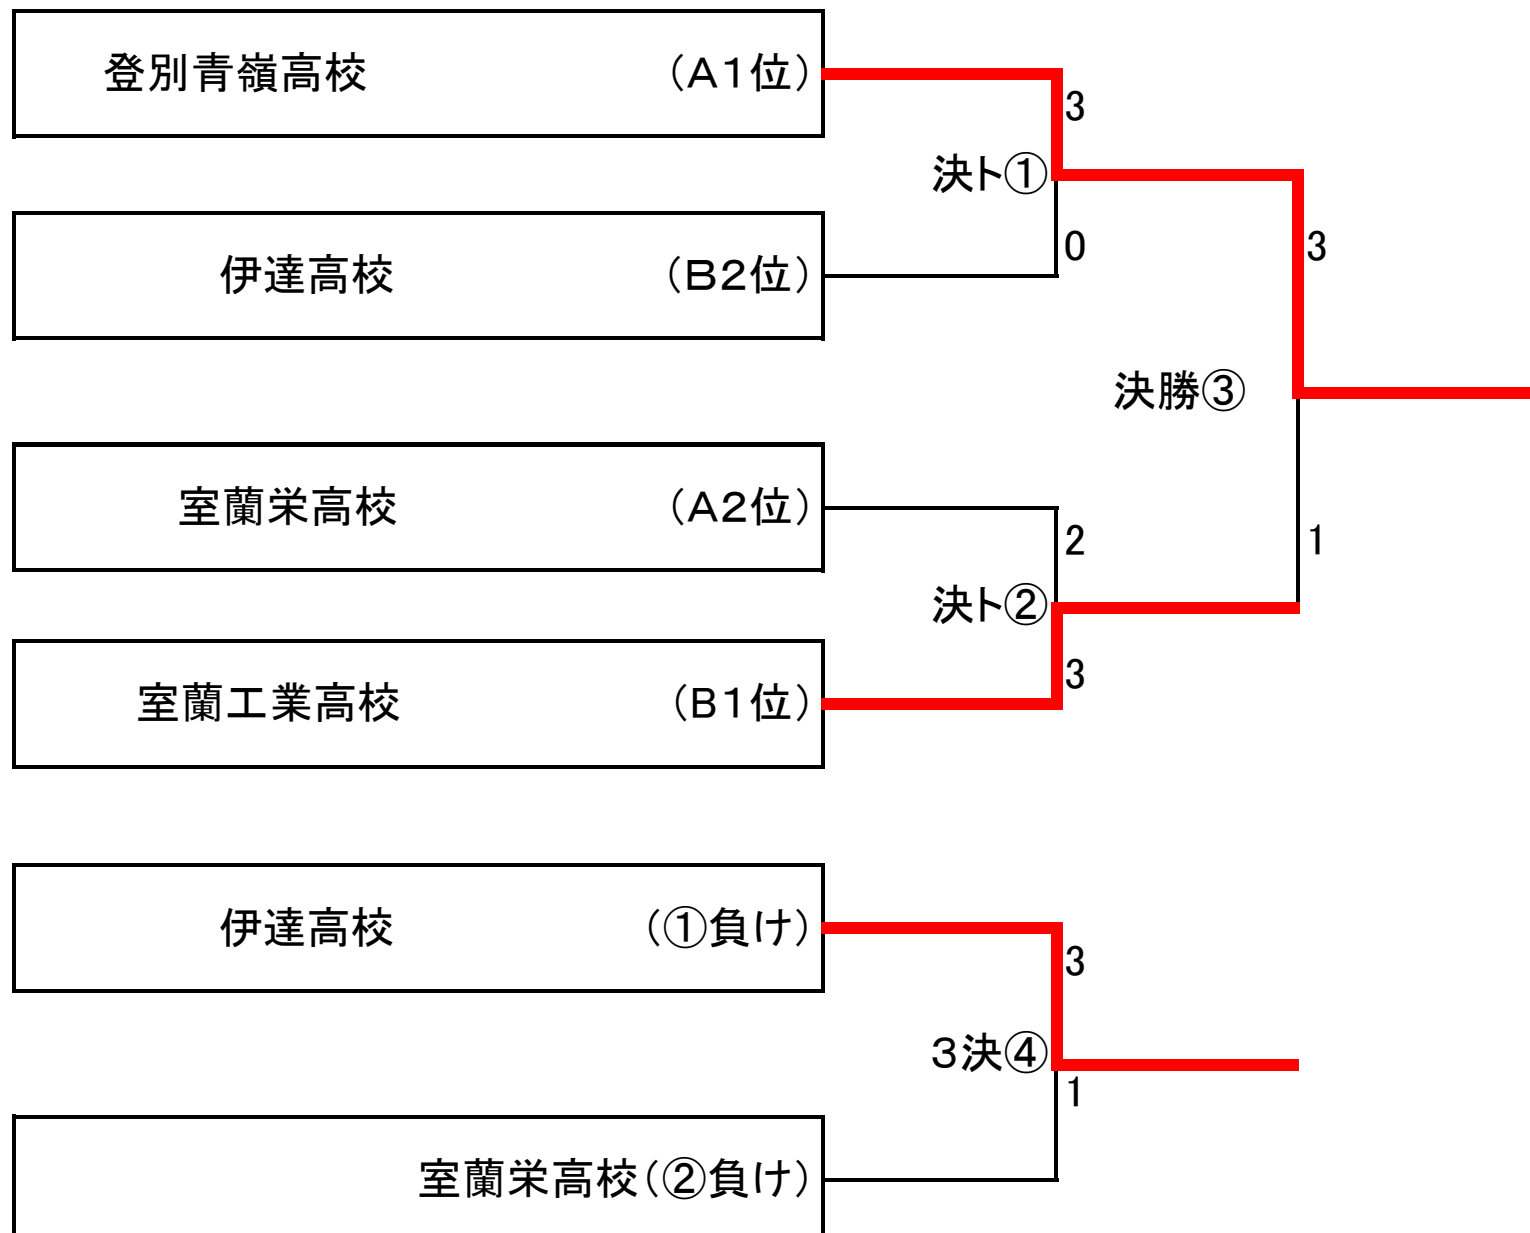 登別青嶺高校 （A1位）
3
決ト①
伊達高校 （B2位）
0
3
決勝③
室蘭栄高校 （A2位）
2
1
決ト②
室蘭工業高校 （B1位）
3
伊達高校 （①負け）
3
3決④
1
室蘭栄高校（②負け）